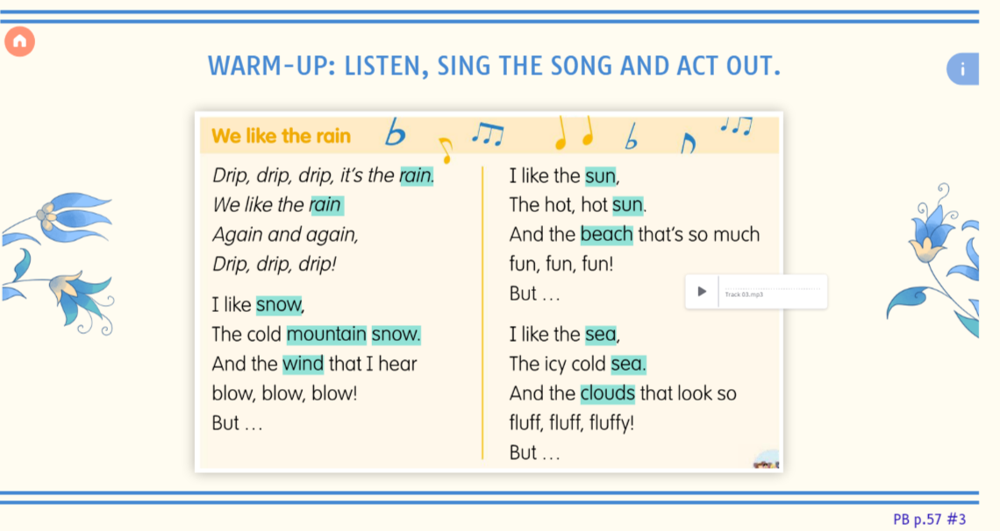 WARM-UP: LISTEN, SING THE SONG AND ACT OUT.
i
We like the rain
Drip, drip, drip, it's the rain.
We like the rain
Again and again,
Drip, drip, drip!
I like snow,
The cold mountain snow.
And the wind that I hear
blow, blow, blow!
But ...
I like the sun,
The hot, hot sun.
And the beach that's so much
fun, fun, fun!
But ...
Track 03.mp3
I like the sea,
The icy cold sea.
And the clouds that look so
fluff, fluff, fluffy!
But ...
PB p.57 #3